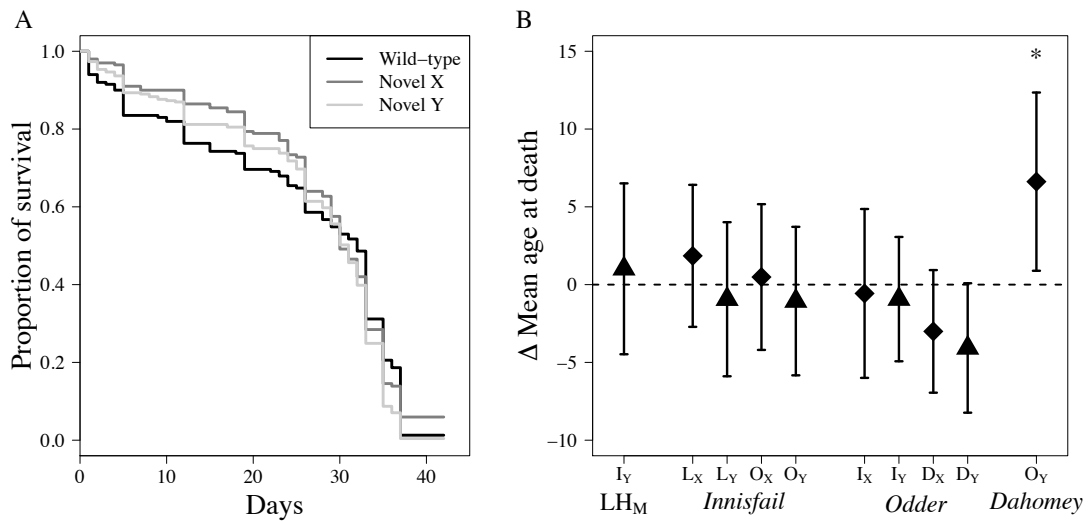 A
Proportion of survival
1.0
0.8
0.6
0.4
0.2
0.0
Wild−type
Novel X
Novel Y
0 10 20 30 40
Days
B
Δ Mean age at death
15
10
5
0
−5
−10
*
I_Y L_X L_Y O_X O_Y I_X I_Y D_X D_Y O_Y
LH_M Innisfail Odder Dahomey